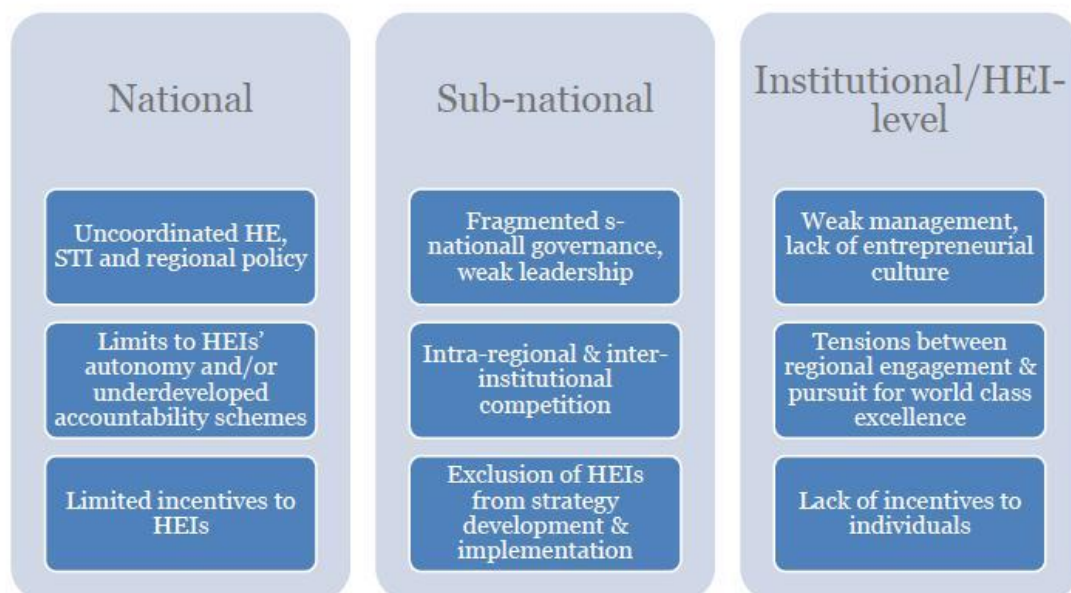 National
Uncoordinated HE,
STI and regional policy
Limits to HEIs’
autonomy and/or
underdeveloped
accountability schemes
Limited incentives to
HEIs
Sub-national
Fragmented s-
nationall governance,
weak leadership
Intra-regional & inter-
institutional
competition
Exclusion of HEIs
from strategy
development &
implementation
Institutional/HEI-
level
Weak management,
lack of entrepreneurial
culture
Tensions between
regional engagement &
pursuit for world class
excellence
Lack of incentives to
individuals